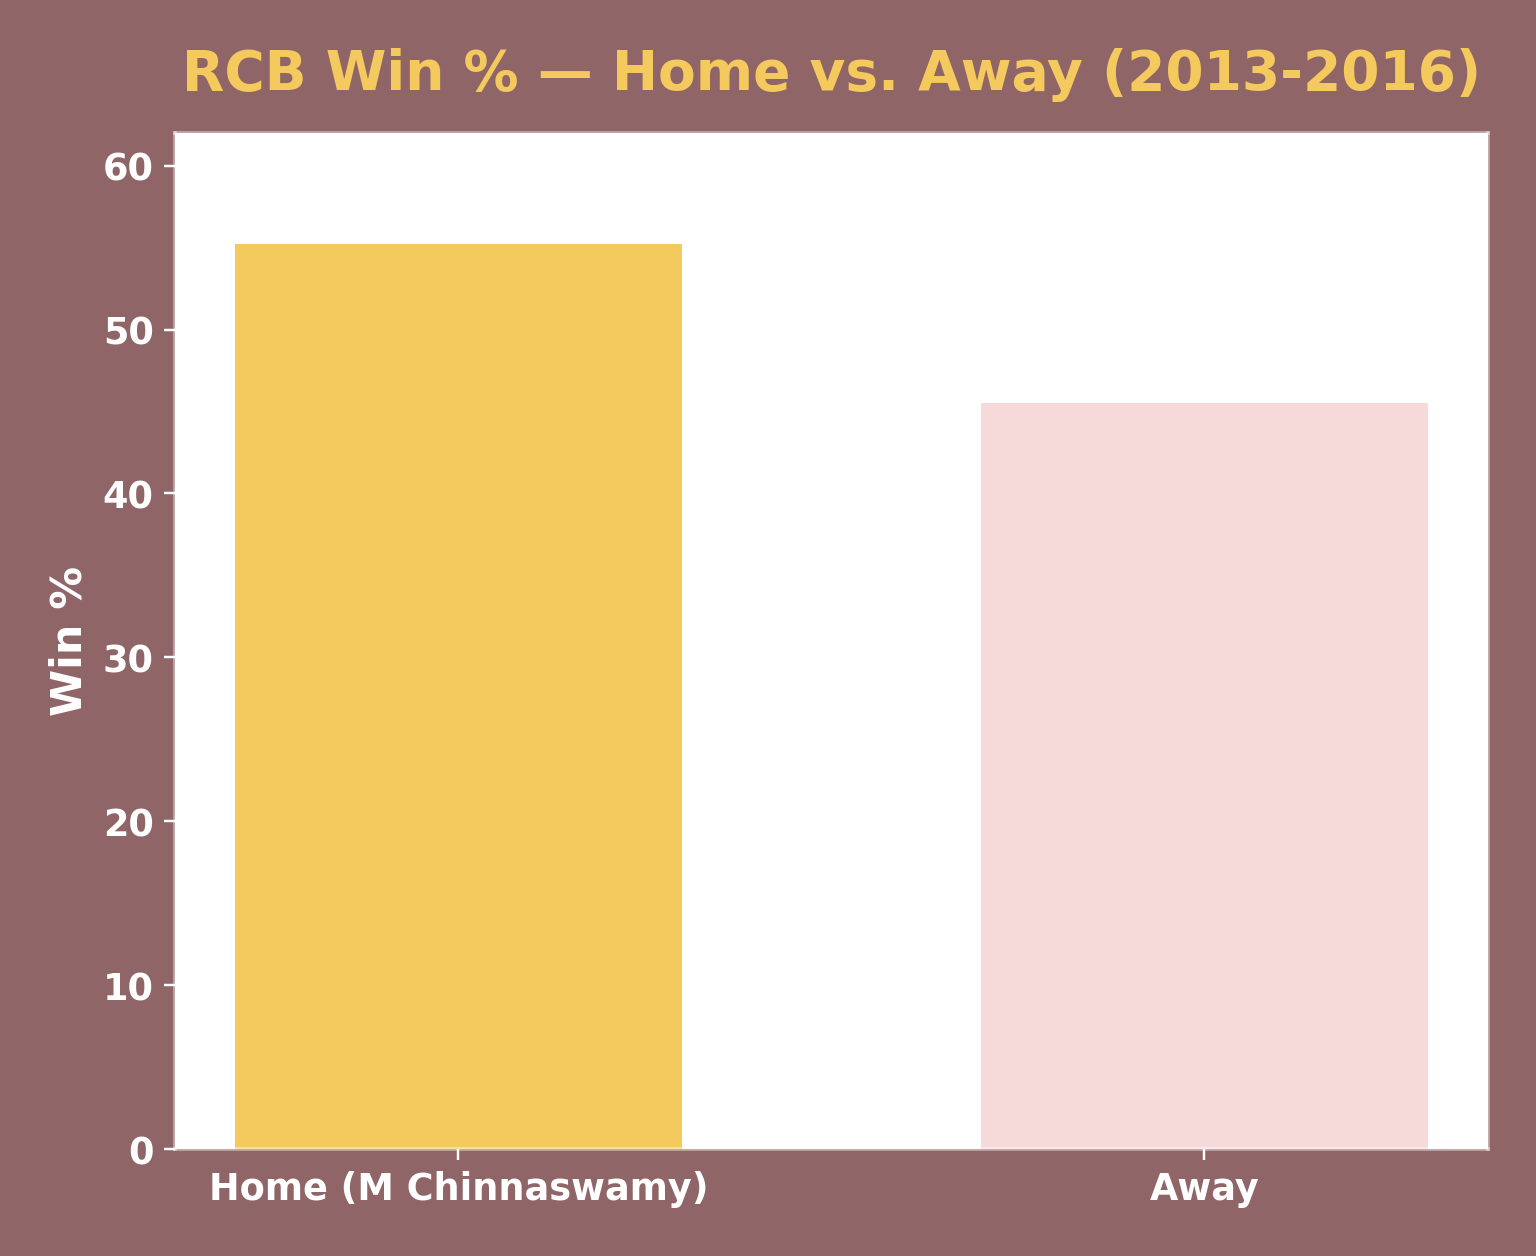 RCB Win % — Home vs. Away (2013-2016)
60
50
40
30
20
10
0
Win %
Home (M Chinnaswamy)
Away